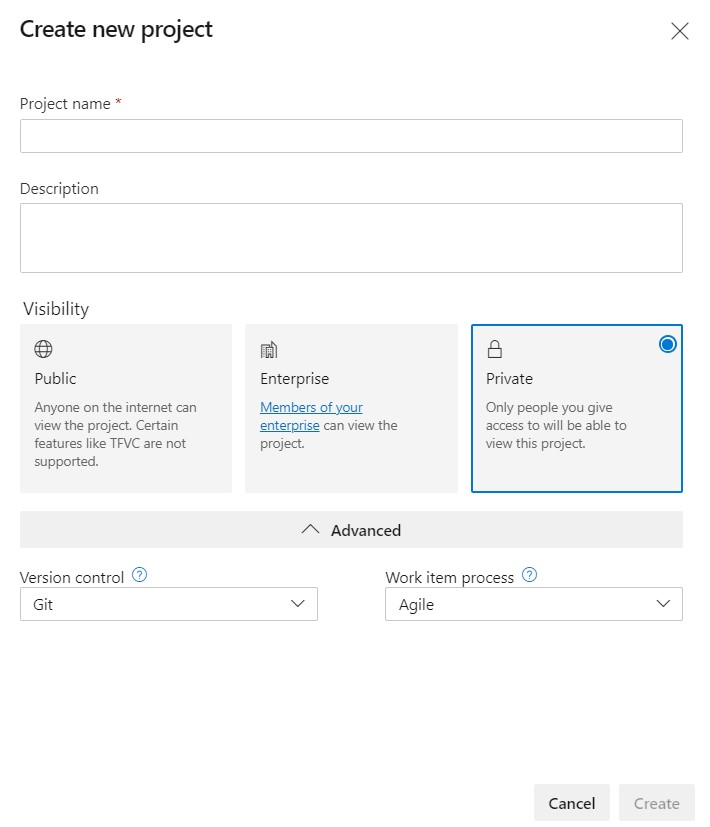 Create new project
Project name *
Description
Visibility
Public
Anyone on the internet can
view the project. Certain
features like TFVC are not
supported.
Enterprise
Members of your
enterprise can view the
project.
Private
Only people you give
access to will be able to
view this project.
Advanced
Version control ?
Git
Work item process ?
Agile
Cancel
Create